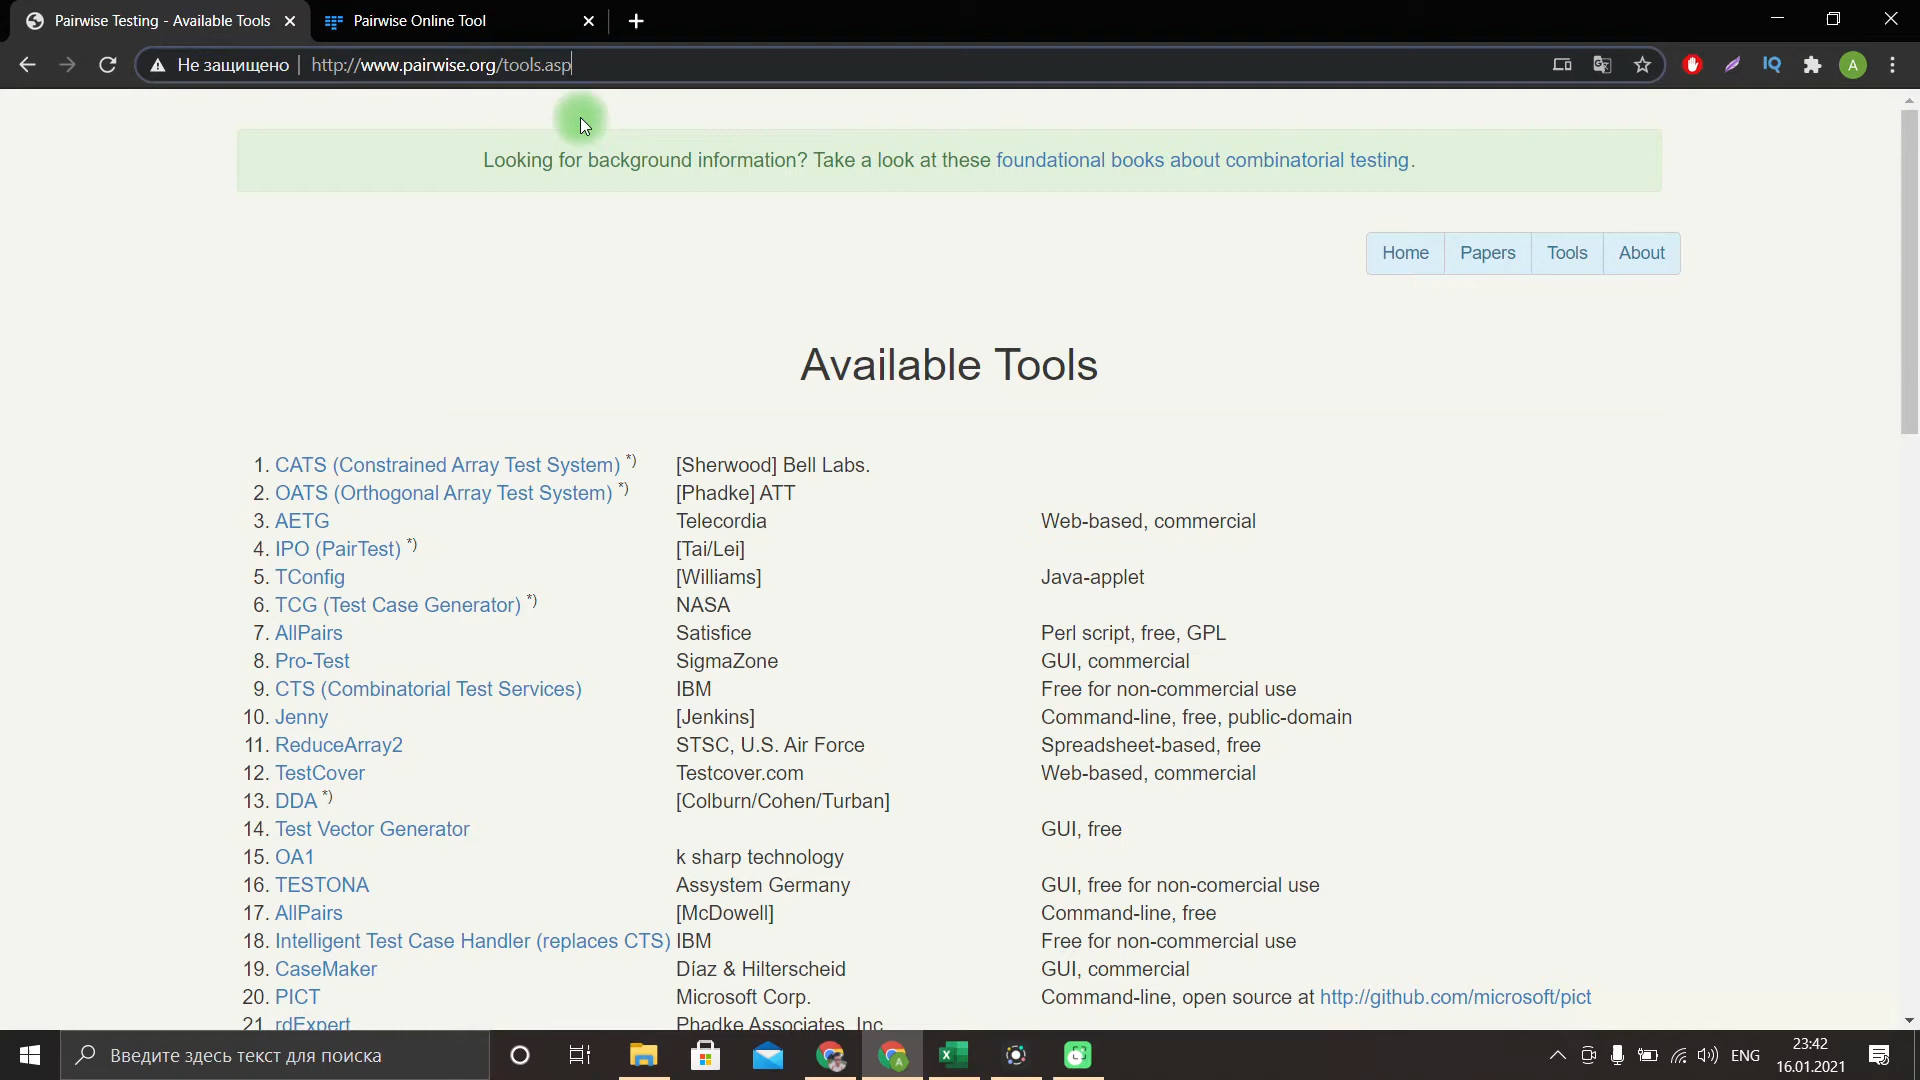 Pairwise Testing - Available Tools
Pairwise Online Tool
Не защищено
http://www.pairwise.org/tools.asp
A
Looking for background information? Take a look at these foundational books about combinatorial testing.
Home Papers Tools About
Available Tools
1. CATS (Constrained Array Test System) *) [Sherwood] Bell Labs.
2. OATS (Orthogonal Array Test System) *) [Phadke] ATT
3. AETG Telecordia Web-based, commercial
4. IPO (PairTest) *) [Tai/Lei]
5. TConfig [Williams] Java-applet
6. TCG (Test Case Generator) *) NASA
7. AllPairs Satisfice Perl script, free, GPL
8. Pro-Test SigmaZone GUI, commercial
9. CTS (Combinatorial Test Services) IBM Free for non-commercial use
10. Jenny [Jenkins] Command-line, free, public-domain
11. ReduceArray2 STSC, U.S. Air Force Spreadsheet-based, free
12. TestCover Testcover.com Web-based, commercial
13. DDA *) [Colburn/Cohen/Turban]
14. Test Vector Generator GUI, free
15. OA1 k sharp technology
16. TESTONA Assystem Germany GUI, free for non-comercial use
17. AllPairs [McDowell] Command-line, free
18. Intelligent Test Case Handler (replaces CTS) IBM Free for non-commercial use
19. CaseMaker Díaz & Hilterscheid GUI, commercial
20. PICT Microsoft Corp. Command-line, open source at http://github.com/microsoft/pict
21. rdExpert Phadke Associates, Inc.
Введите здесь текст для поиска
ENG
23:42
16.01.2021